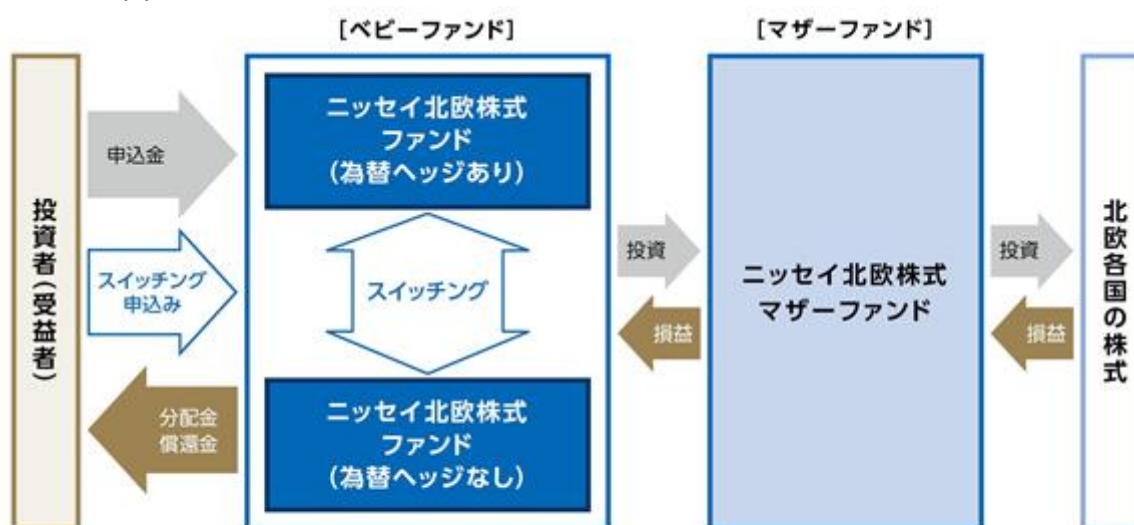 [ベビーファンド]
[マザーファンド]
投資者(受益者)
申込金
スイッチング
申込み
分配金
償還金
ニッセイ北欧株式
ファンド
(為替ヘッジあり)
スイッチング
ニッセイ北欧株式
ファンド
(為替ヘッジなし)
投資
損益
ニッセイ北欧株式
マザーファンド
投資
損益
北欧各国の株式